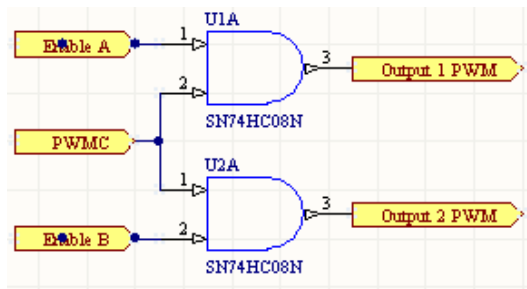 U1A
Enable A
1
3
Output 1 PWM
2
SN74HC08N
PWMC
U2A
1
3
Output 2 PWM
Enable B
2
SN74HC08N